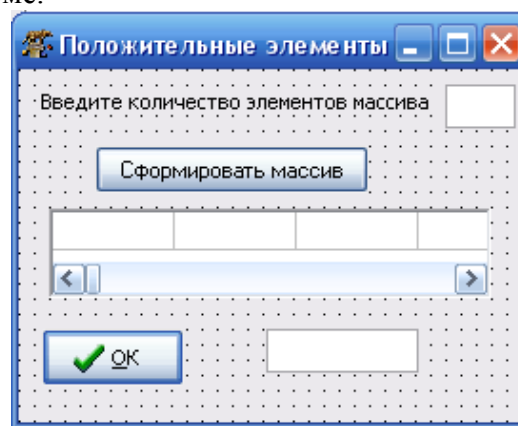 Положительные элементы
Введите количество элементов массива
Сформировать массив
OK